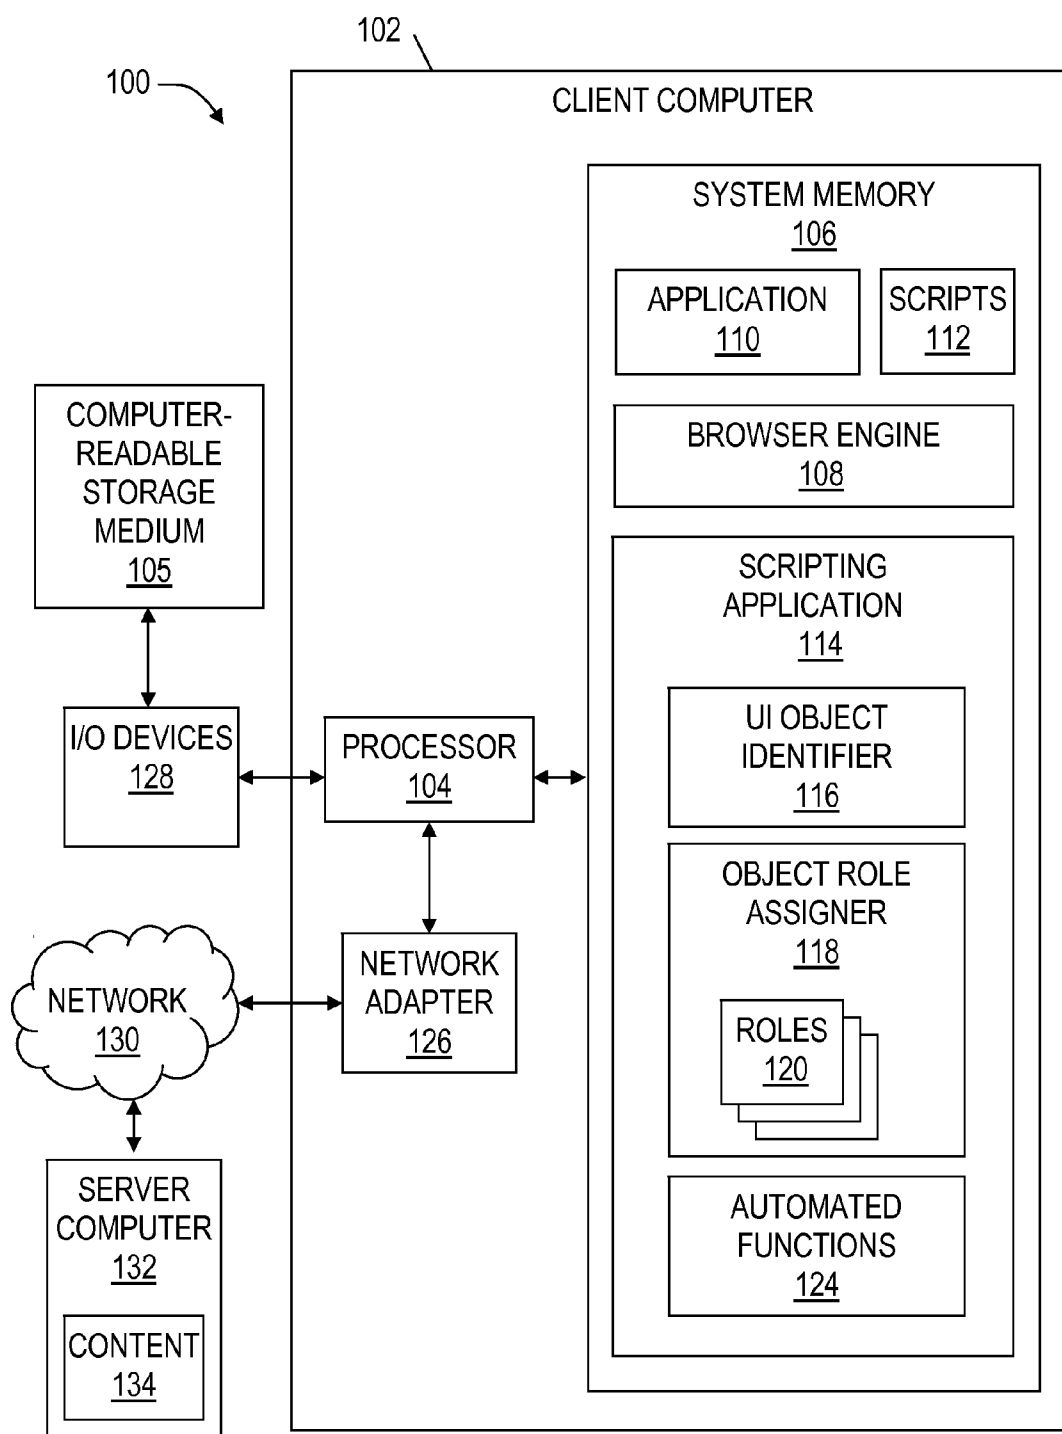 102
100
CLIENT COMPUTER
SYSTEM MEMORY
106
APPLICATION
110
SCRIPTS
112
BROWSER ENGINE
108
COMPUTER-
READABLE
STORAGE
MEDIUM
105
SCRIPTING
APPLICATION
114
I/O DEVICES
128
PROCESSOR
104
UI OBJECT
IDENTIFIER
116
OBJECT ROLE
ASSIGNER
118
ROLES
120
NETWORK
ADAPTER
126
NETWORK
130
SERVER
COMPUTER
132
CONTENT
134
AUTOMATED
FUNCTIONS
124